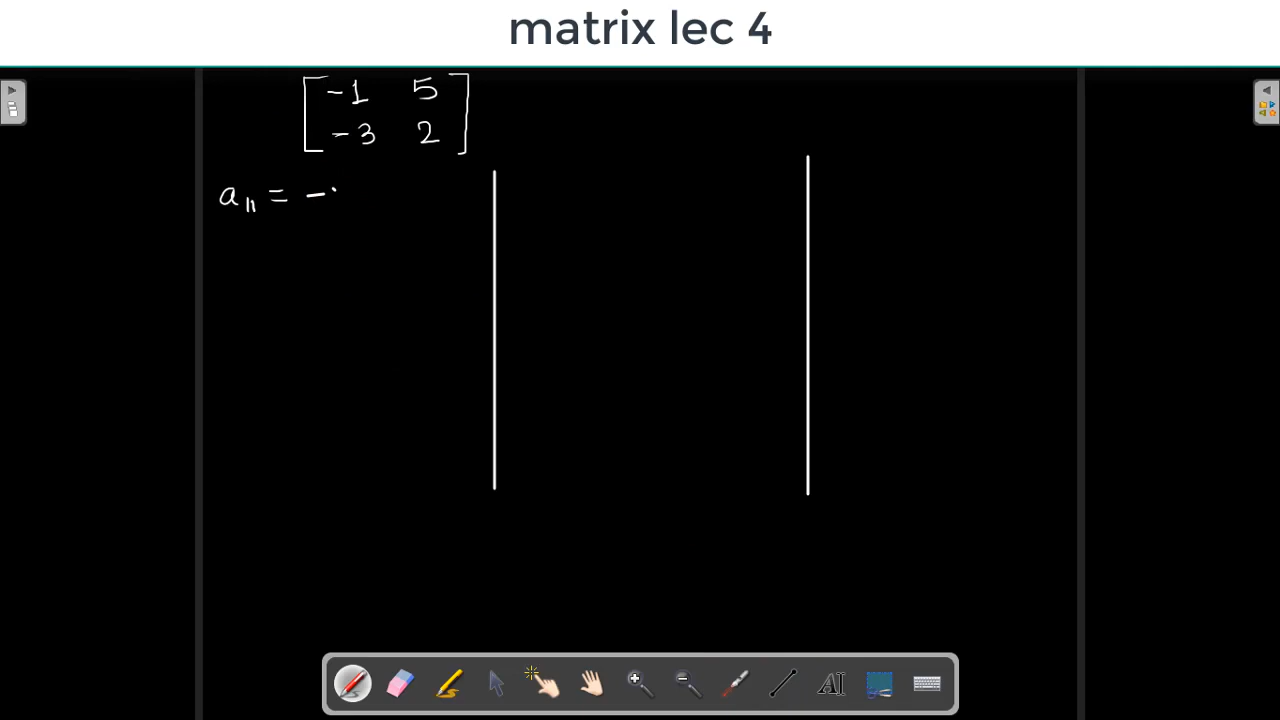 matrix lec 4
-1 5
-3 2
a₁₁ = -